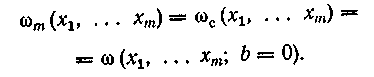 ω_m (x_1, ... x_m) = ω_c (x_1, ... x_m) =
= ω (x_1, ... x_m; b = 0).